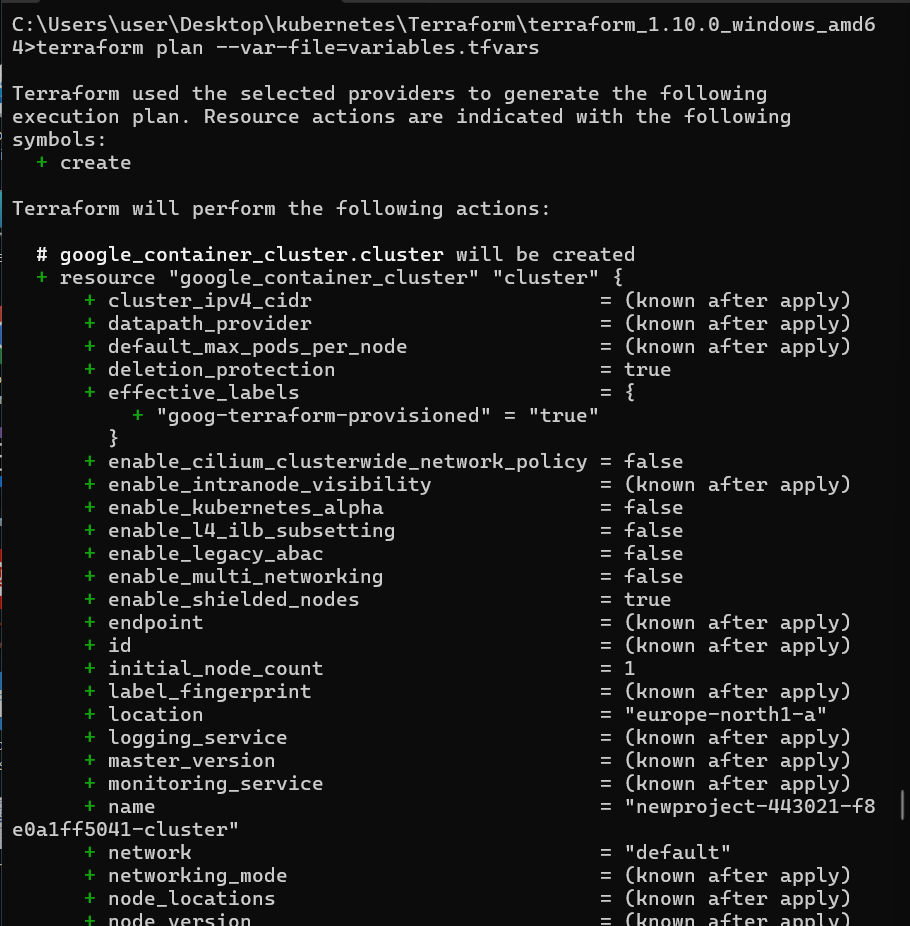 C:\Users\user\Desktop\kubernetes\Terraform\terraform_1.10.0_windows_amd6
4>terraform plan --var-file=variables.tfvars
Terraform used the selected providers to generate the following
execution plan. Resource actions are indicated with the following
symbols:
+ create
Terraform will perform the following actions:
# google_container_cluster.cluster will be created
+ resource "google_container_cluster" "cluster" {
+ cluster_ipv4_cidr = (known after apply)
+ datapath_provider = (known after apply)
+ default_max_pods_per_node = (known after apply)
+ deletion_protection = true
+ effective_labels = {
+ "goog-terraform-provisioned" = "true"
}
+ enable_cilium_clusterwide_network_policy = false
+ enable_intranode_visibility = (known after apply)
+ enable_kubernetes_alpha = false
+ enable_l4_ilb_subsetting = false
+ enable_legacy_abac = false
+ enable_multi_networking = false
+ enable_shielded_nodes = true
+ endpoint = (known after apply)
+ id = (known after apply)
+ initial_node_count = 1
+ label_fingerprint = (known after apply)
+ location = "europe-north1-a"
+ logging_service = (known after apply)
+ master_version = (known after apply)
+ monitoring_service = (known after apply)
+ name = "newproject-443021-f8
e0a1ff5041-cluster"
+ network = "default"
+ networking_mode = (known after apply)
+ node_locations = (known after apply)
+ node_version = (known after apply)